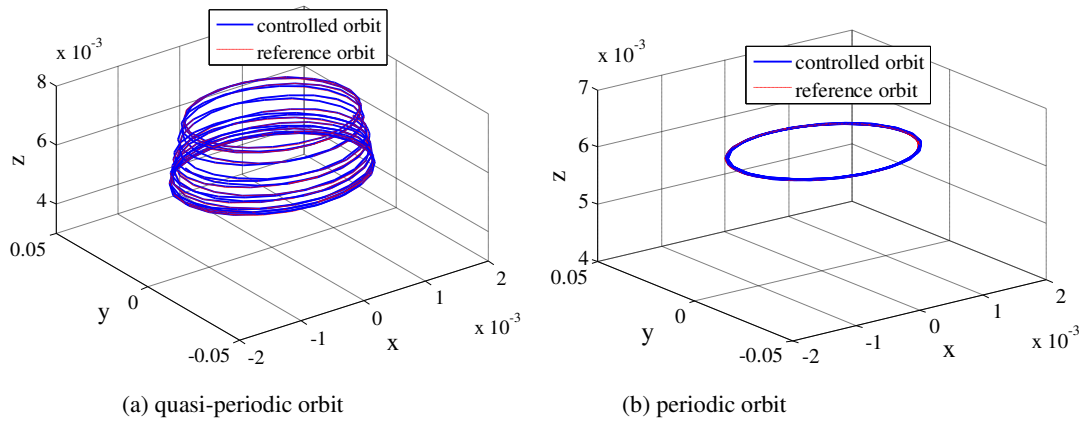 controlled orbit
reference orbit
x 10⁻³
8
6
4
z
0.05
0
-0.05
y
-2
-1
0
1
2
x
x 10⁻³
(a) quasi-periodic orbit
controlled orbit
reference orbit
x 10⁻³
7
6
5
4
z
0.05
0
-0.05
y
-2
-1
0
1
2
x
x 10⁻³
(b) periodic orbit